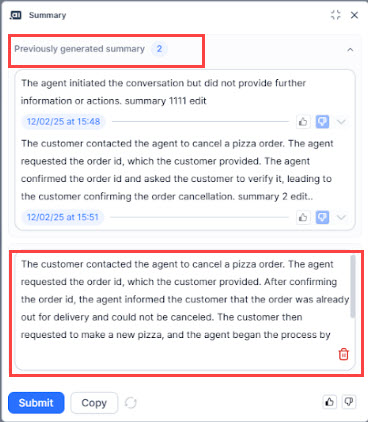 .ai Summary
Previously generated summary 2
The agent initiated the conversation but did not provide further
information or actions. summary 1111 edit
12/02/25 at 15:48
The customer contacted the agent to cancel a pizza order. The agent
requested the order id, which the customer provided. The agent
confirmed the order id and asked the customer to verify it, leading to
the customer confirming the order cancellation. summary 2 edit..
12/02/25 at 15:51
The customer contacted the agent to cancel a pizza order. The agent
requested the order id, which the customer provided. After confirming
the order id, the agent informed the customer that the order was already
out for delivery and could not be canceled. The customer then
requested to make a new pizza, and the agent began the process by
Submit Copy